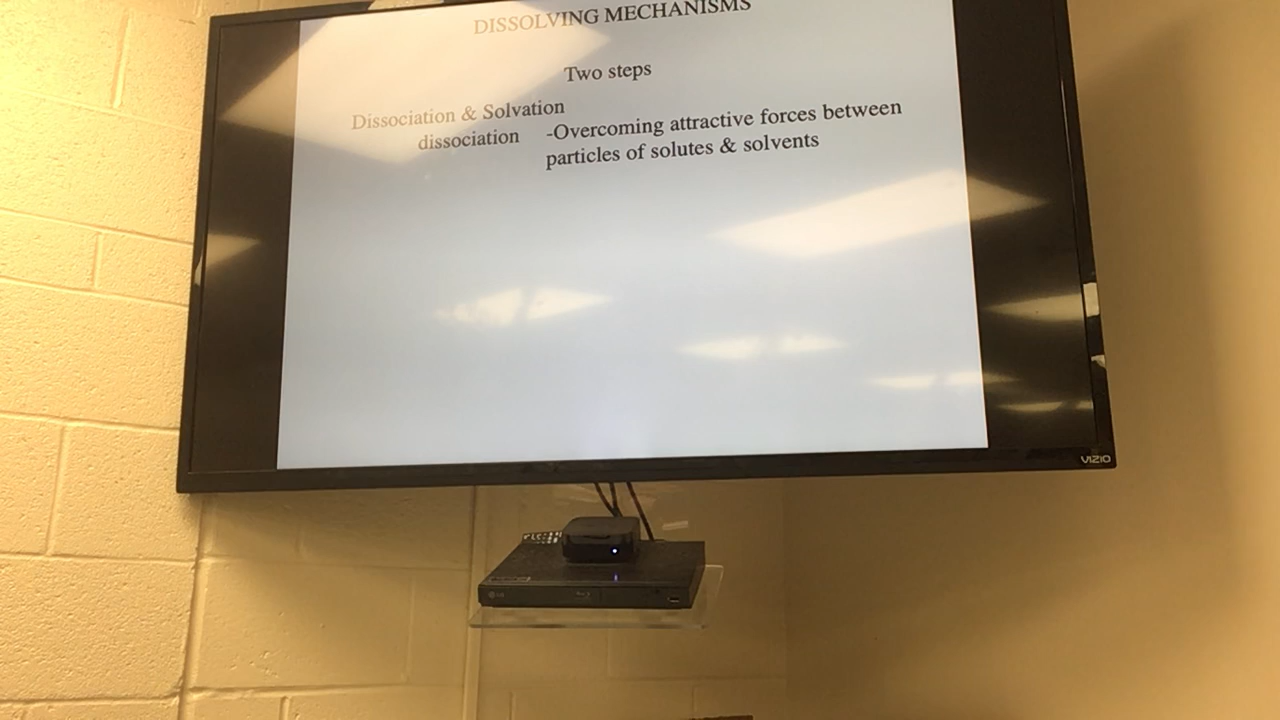 DISSOLVING MECHANISMS
Two steps
Dissociation & Solvation
dissociation -Overcoming attractive forces between
particles of solutes & solvents
VIZIO
LG